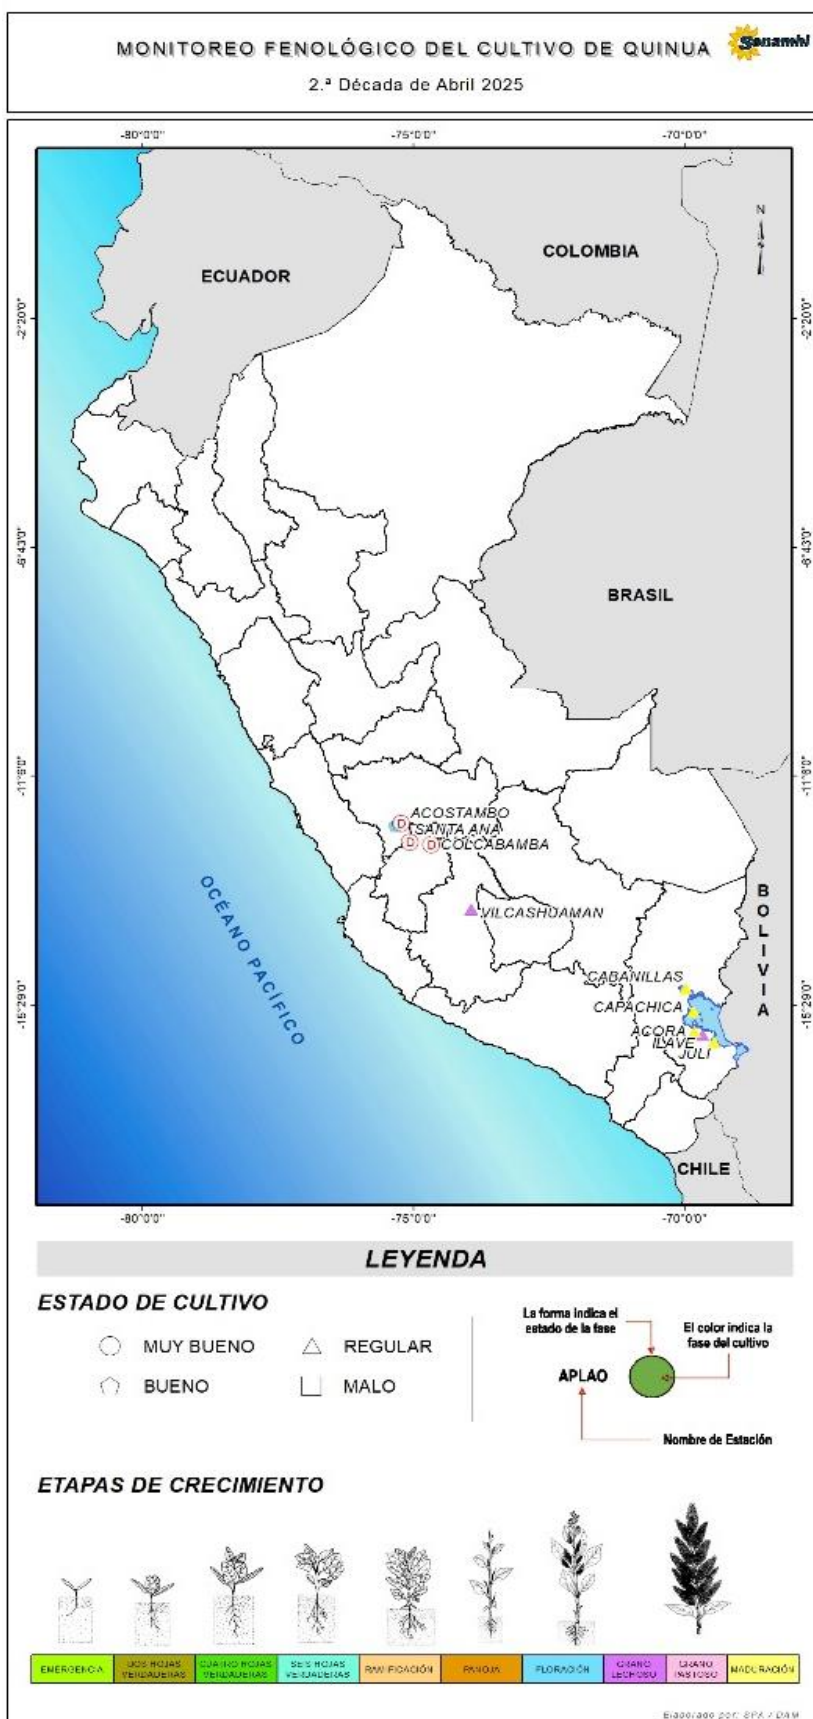 MONITOREO FENOLÓGICO DEL CULTIVO DE QUINUA
Senamhi
2.ª Década de Abril 2025
-80°0'0" -75°0'0" -70°0'0"
N
COLOMBIA
ECUADOR
-2°20'0" -2°20'0"
-6°43'0" -6°43'0"
BRASIL
-11°6'0" -11°6'0"
ACOSTAMBO
D
SANTA ANA
D D COLCABAMBA
BOLIVIA
OCÉANO PACÍFICO
VILCASHUAMAN
CABANILLAS
-15°29'0" CAPACHICA -15°29'0"
ACORA
ILAVE
JULI
CHILE
-80°0'0" -75°0'0" -70°0'0"
LEYENDA
ESTADO DE CULTIVO
MUY BUENO REGULAR
BUENO MALO
La forma indica el
estado de la fase
El color indica la
fase del cultivo
APLAO
Nombre de Estación
ETAPAS DE CRECIMIENTO
EMERGENCIA DOS HOJAS VERDADERAS CUATRO HOJAS VERDADERAS SEIS HOJAS VERDADERAS RAMIFICACIÓN PANOJA FLORACIÓN GRANO LECHOSO GRANO PASTOSO MADURACIÓN
Elaborado por: SPA / DAM